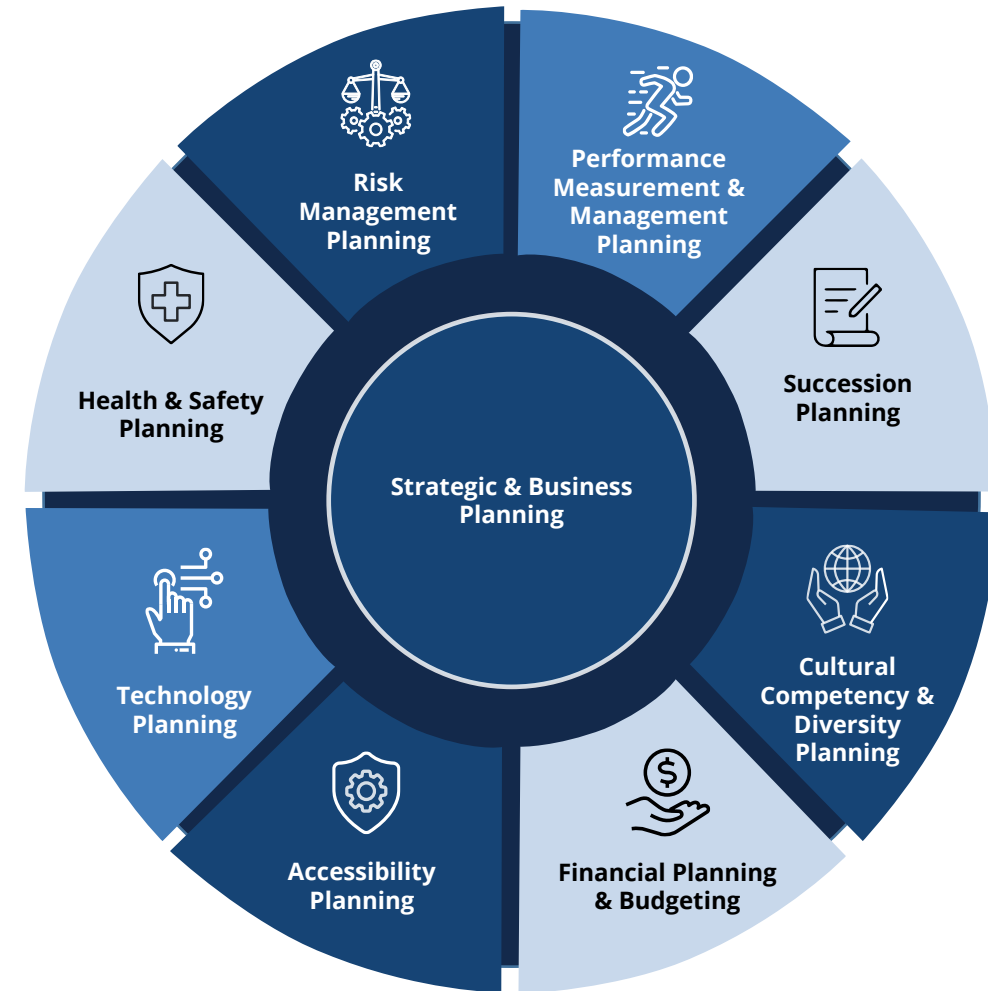 Risk
Management
Planning
Performance
Measurement &
Management
Planning
Succession
Planning
Cultural
Competency &
Diversity
Planning
Financial Planning
& Budgeting
Accessibility
Planning
Technology
Planning
Health & Safety
Planning
Strategic & Business
Planning
$